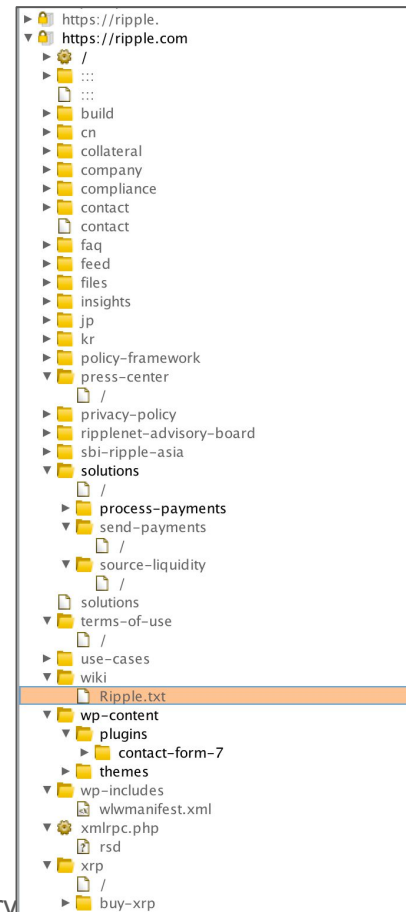 https://ripple.
https://ripple.com
/
:::
:::
build
cn
collateral
company
compliance
contact
contact
faq
feed
files
insights
jp
kr
policy-framework
press-center
/
privacy-policy
ripplenet-advisory-board
sbi-ripple-asia
solutions
/
process-payments
send-payments
/
source-liquidity
/
solutions
terms-of-use
/
use-cases
wiki
Ripple.txt
wp-content
plugins
contact-form-7
themes
wp-includes
wlwmanifest.xml
xmlrpc.php
rsd
xrp
/
buy-xrp